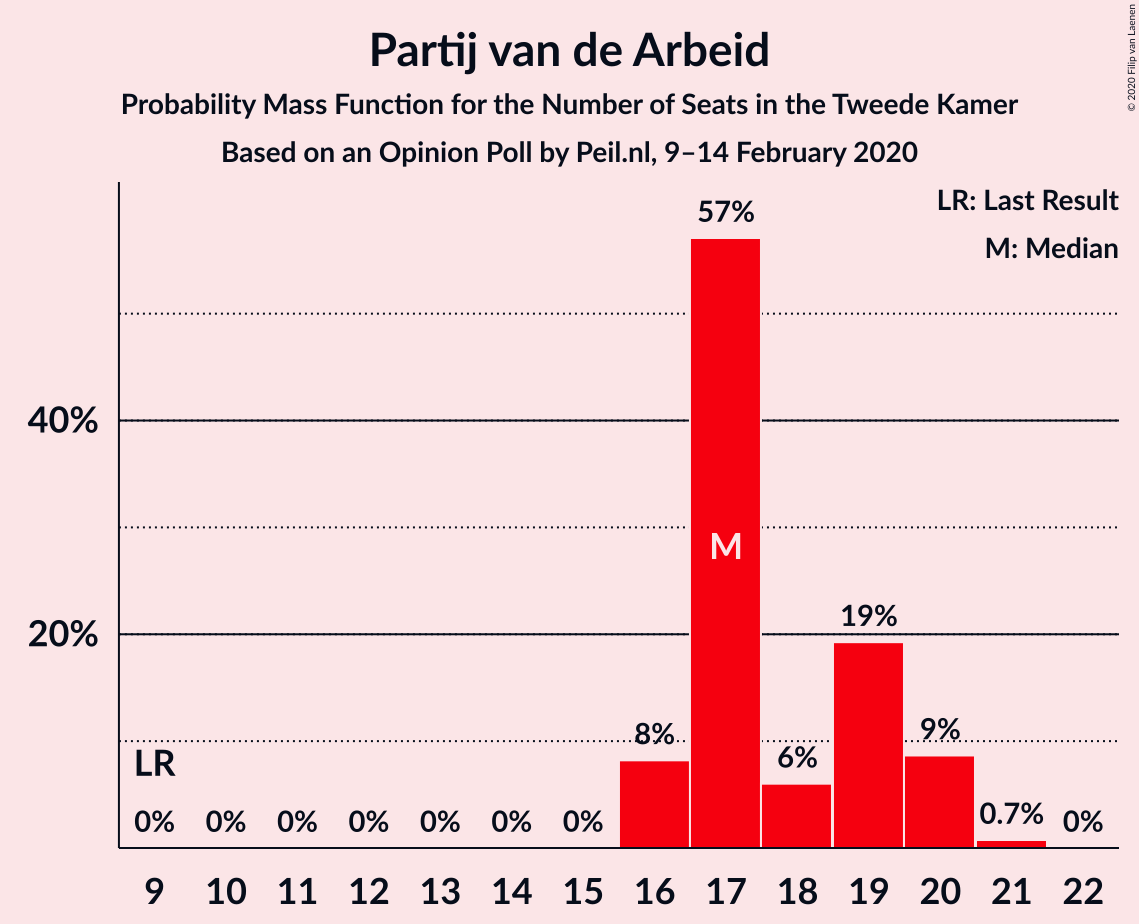 Partij van de Arbeid
Probability Mass Function for the Number of Seats in the Tweede Kamer
Based on an Opinion Poll by Peil.nl, 9–14 February 2020
© 2020 Filip van Laenen
LR: Last Result
M: Median
57%
40%
M
19%
20%
8%
9%
6%
LR
0.7%
0% 0% 0% 0% 0% 0% 0% 0%
9 10 11 12 13 14 15 16 17 18 19 20 21 22